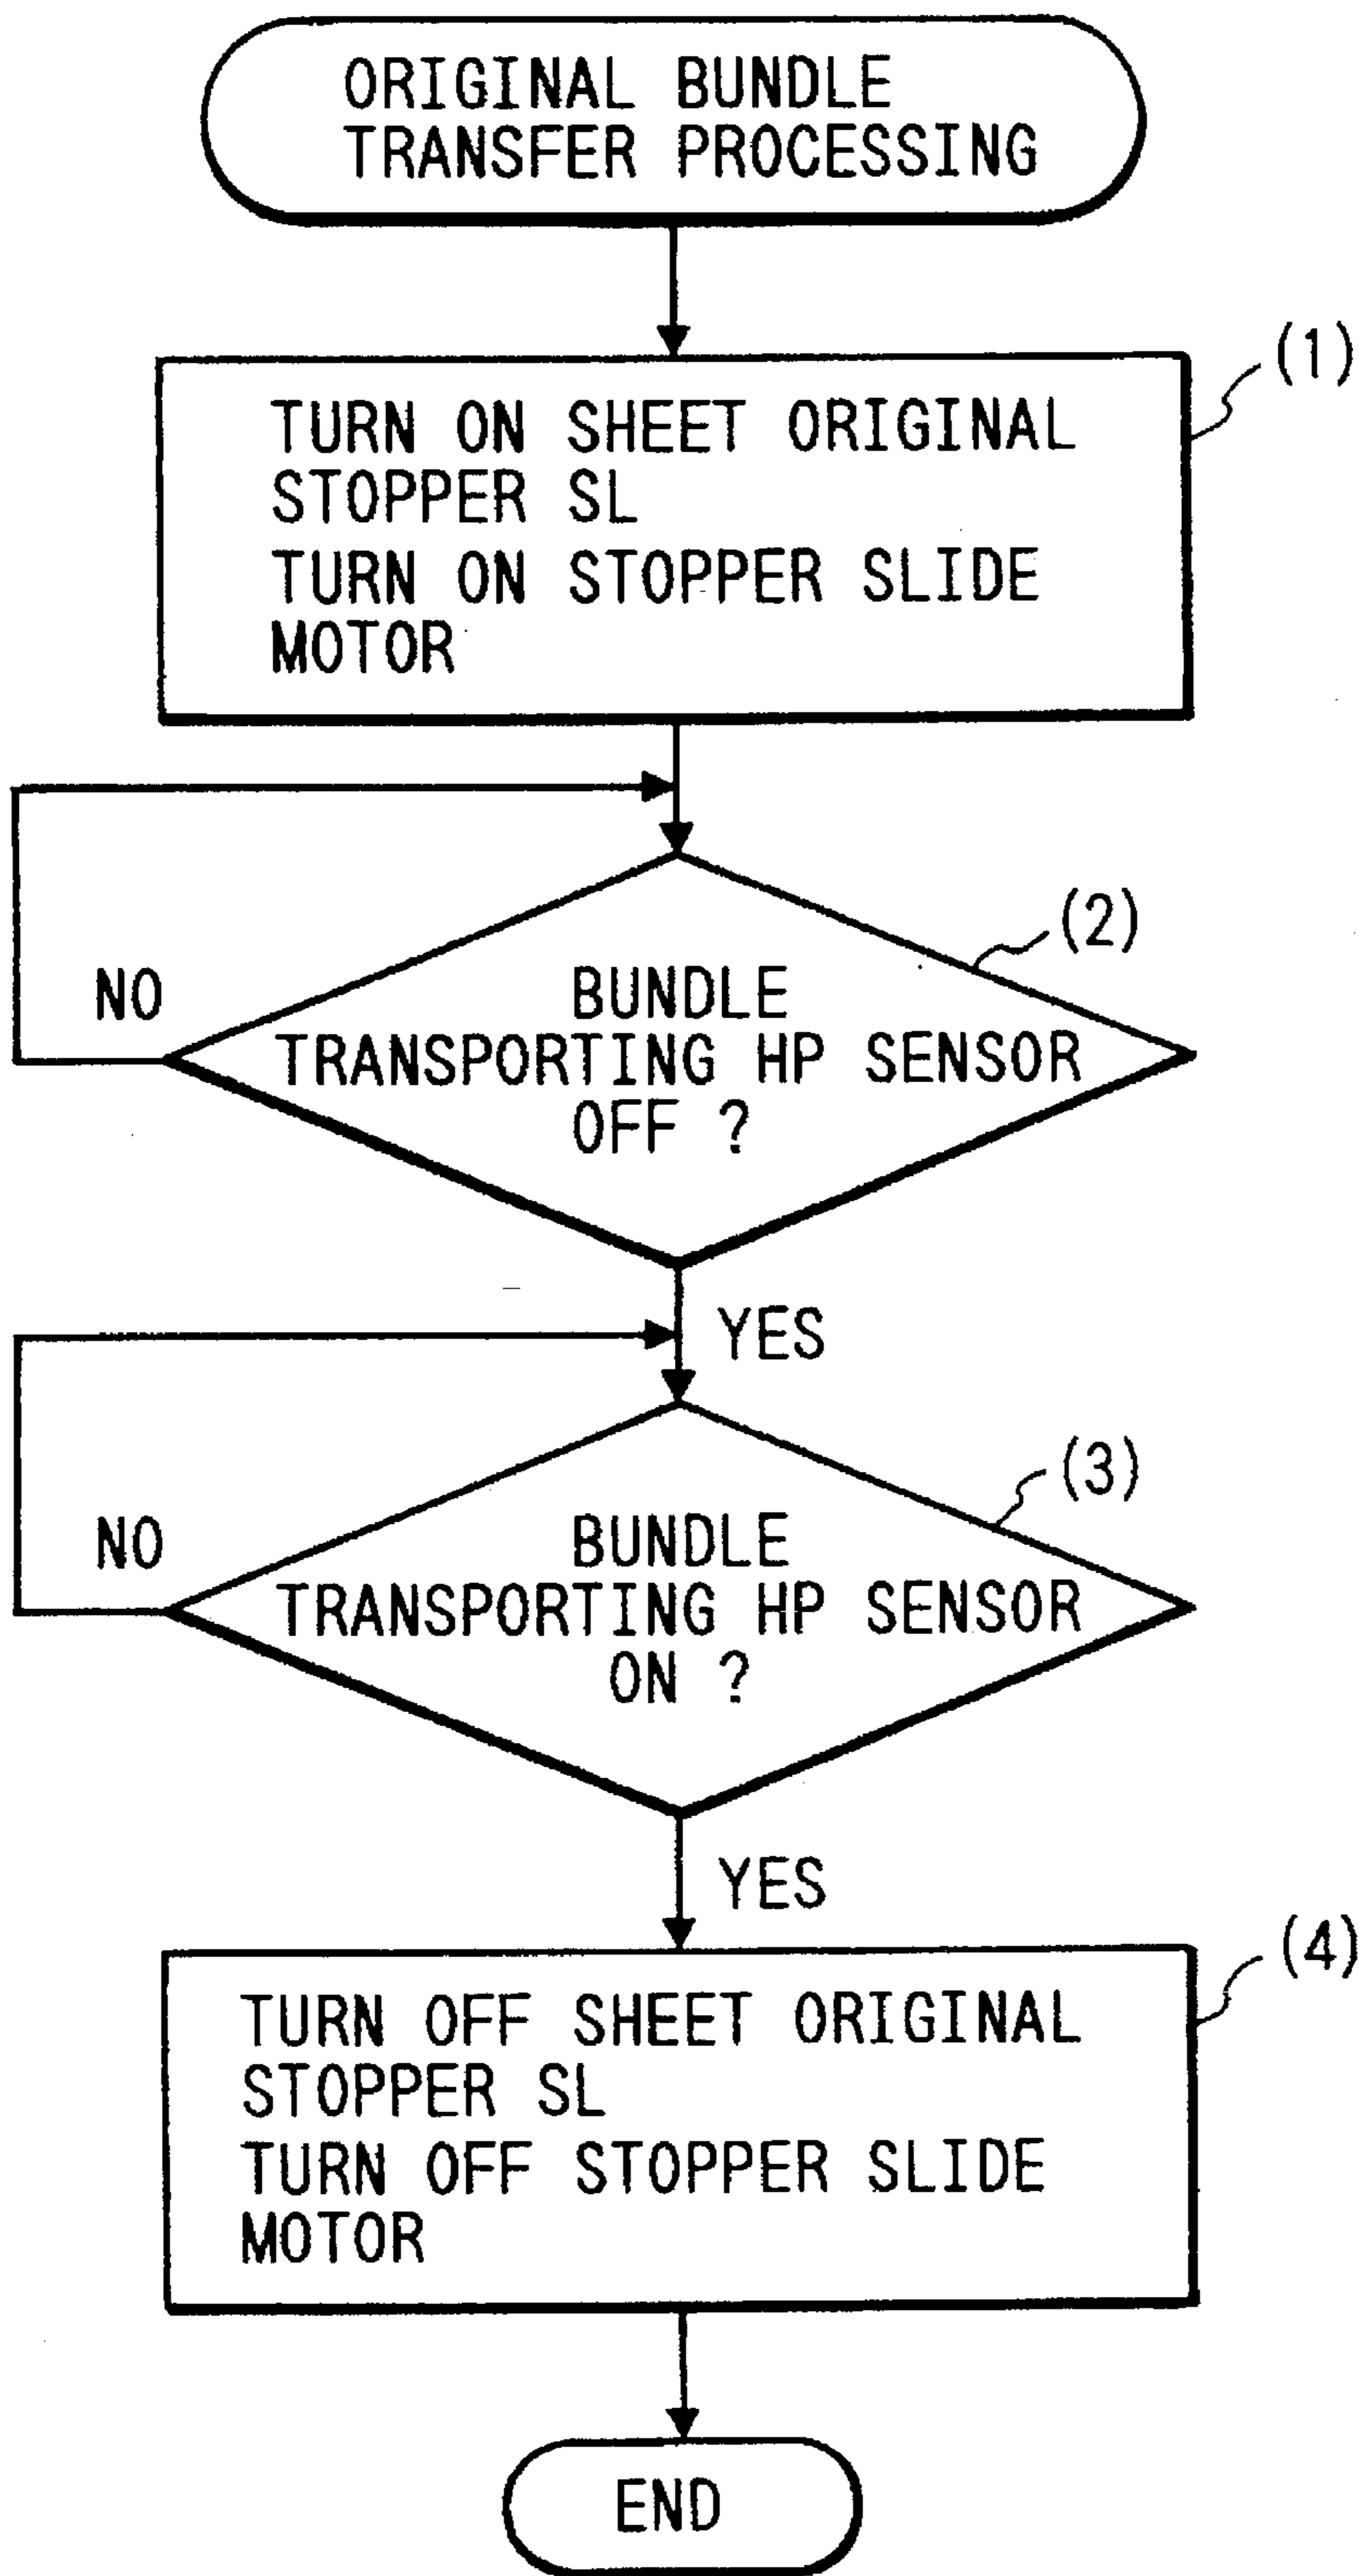 ORIGINAL BUNDLE
TRANSFER PROCESSING
(1)
TURN ON SHEET ORIGINAL
STOPPER SL
TURN ON STOPPER SLIDE
MOTOR
(2)
NO
BUNDLE
TRANSPORTING HP SENSOR
OFF ?
YES
(3)
NO
BUNDLE
TRANSPORTING HP SENSOR
ON ?
YES
(4)
TURN OFF SHEET ORIGINAL
STOPPER SL
TURN OFF STOPPER SLIDE
MOTOR
END